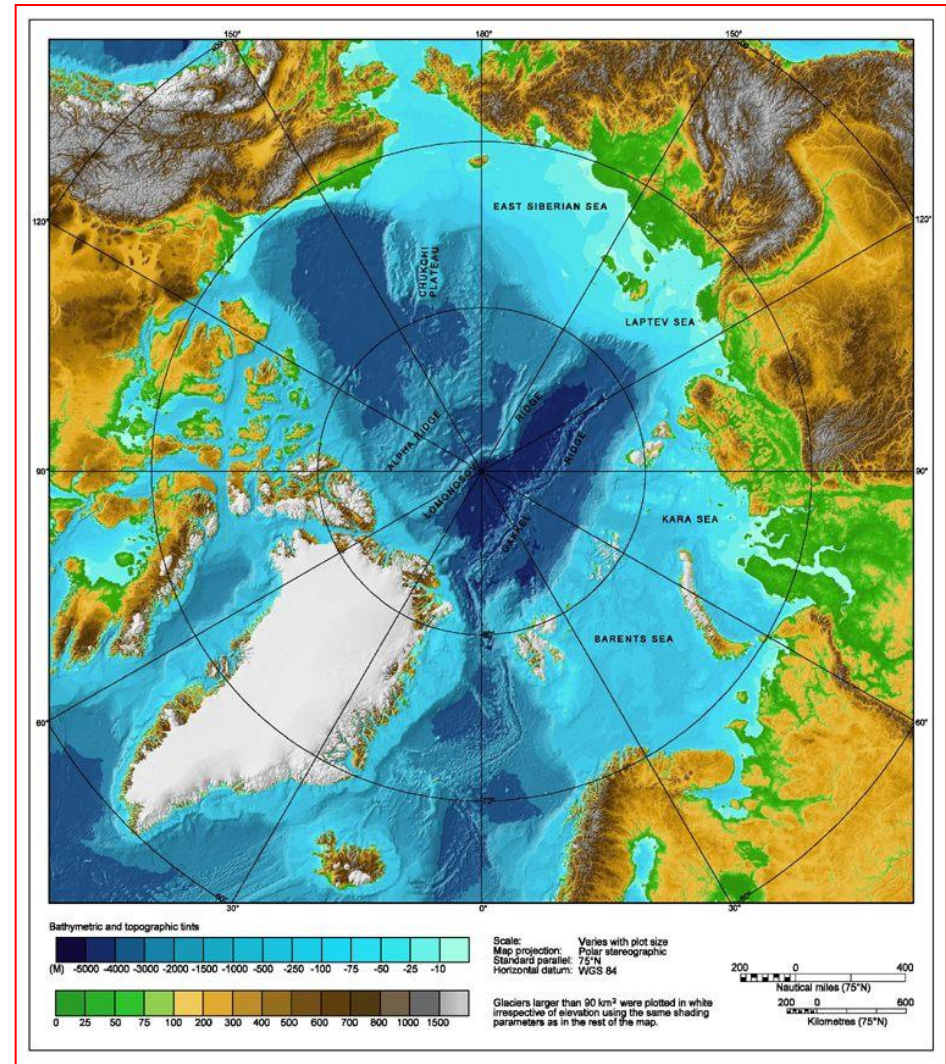 150°
180°
150°
EAST SIBERIAN SEA
120°
120°
CHUKCHI
PLATEAU
LAPTEV SEA
RIDGE
ALPHA RIDGE
RIDGE
90°
90°
LOMONOSOV
KARA SEA
GAKKEL
80°
BARENTS SEA
60°
60°
70°
30°
0°
30°
Bathymetric and topographic tints
(M) -5000 -4000 -3000 -2000 -1500 -1000 -500 -250 -100 -75 -50 -25 -10
0 25 50 75 100 200 300 400 500 600 700 800 1000 1500
Scale: Varies with plot size
Map projection: Polar stereographic
Standard parallel: 75°N
Horizontal datum: WGS 84
Glaciers larger than 90 km² were plotted in white
irrespective of elevation using the same shading
parameters as in the rest of the map.
200 0 400
Nautical miles (75°N)
200 0 600
Kilometres (75°N)